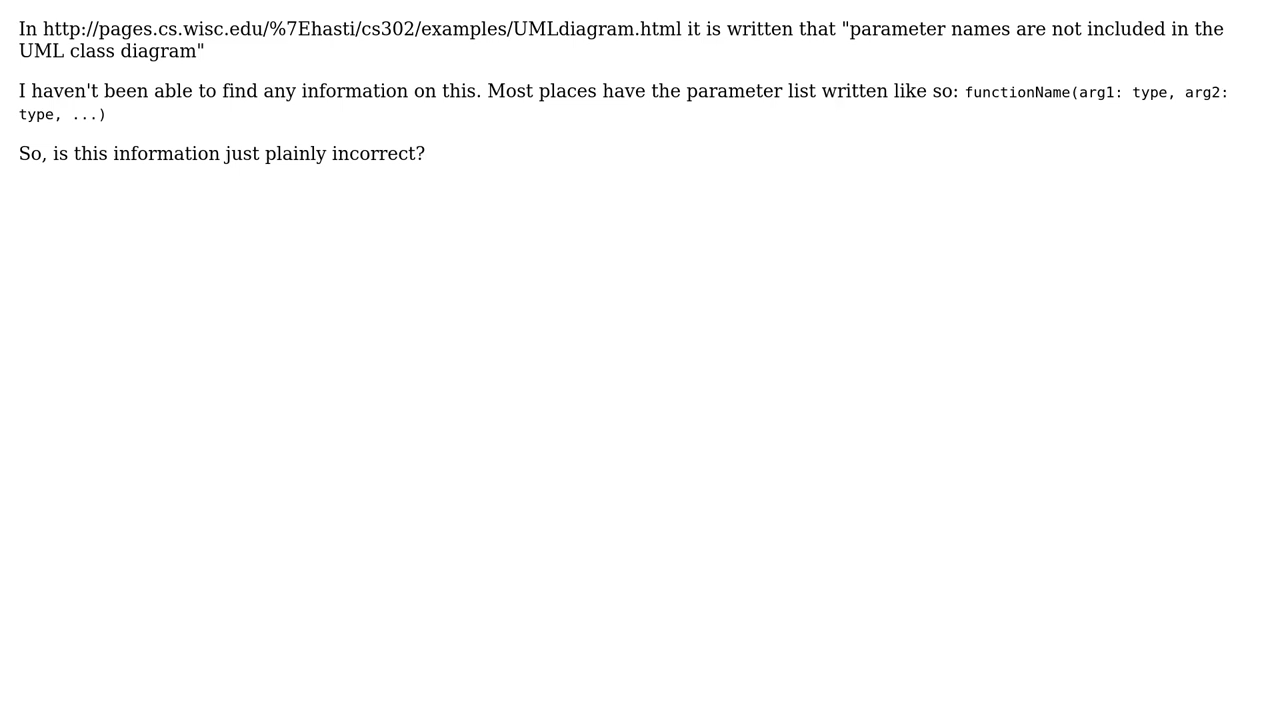 In http://pages.cs.wisc.edu/%7Ehasti/cs302/examples/UMLdiagram.html it is written that "parameter names are not included in the
UML class diagram"
I haven't been able to find any information on this. Most places have the parameter list written like so: functionName(arg1: type, arg2:
type, ...)
So, is this information just plainly incorrect?